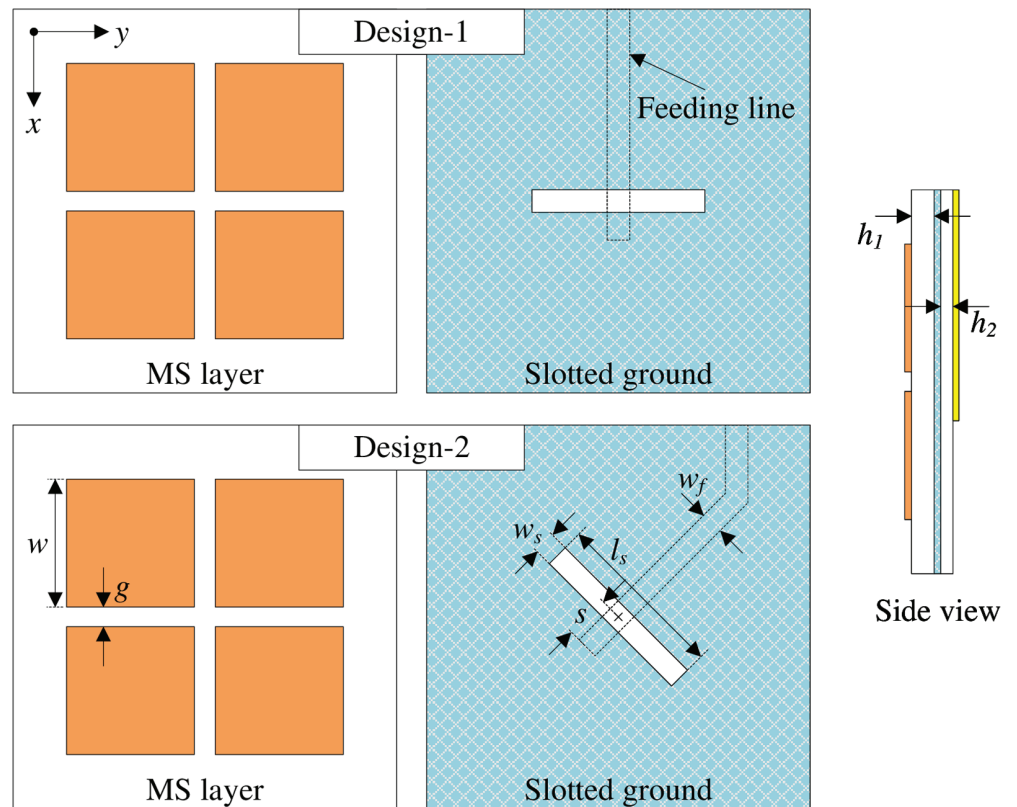 Design-1
y
x
Feeding line
MS layer
Slotted ground
h1
h2
Side view
Design-2
w
g
wf
ws
ls
s
MS layer
Slotted ground